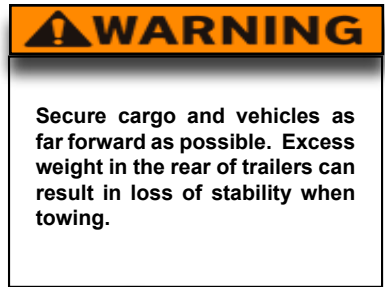 WARNING
Secure cargo and vehicles as
far forward as possible. Excess
weight in the rear of trailers can
result in loss of stability when
towing.